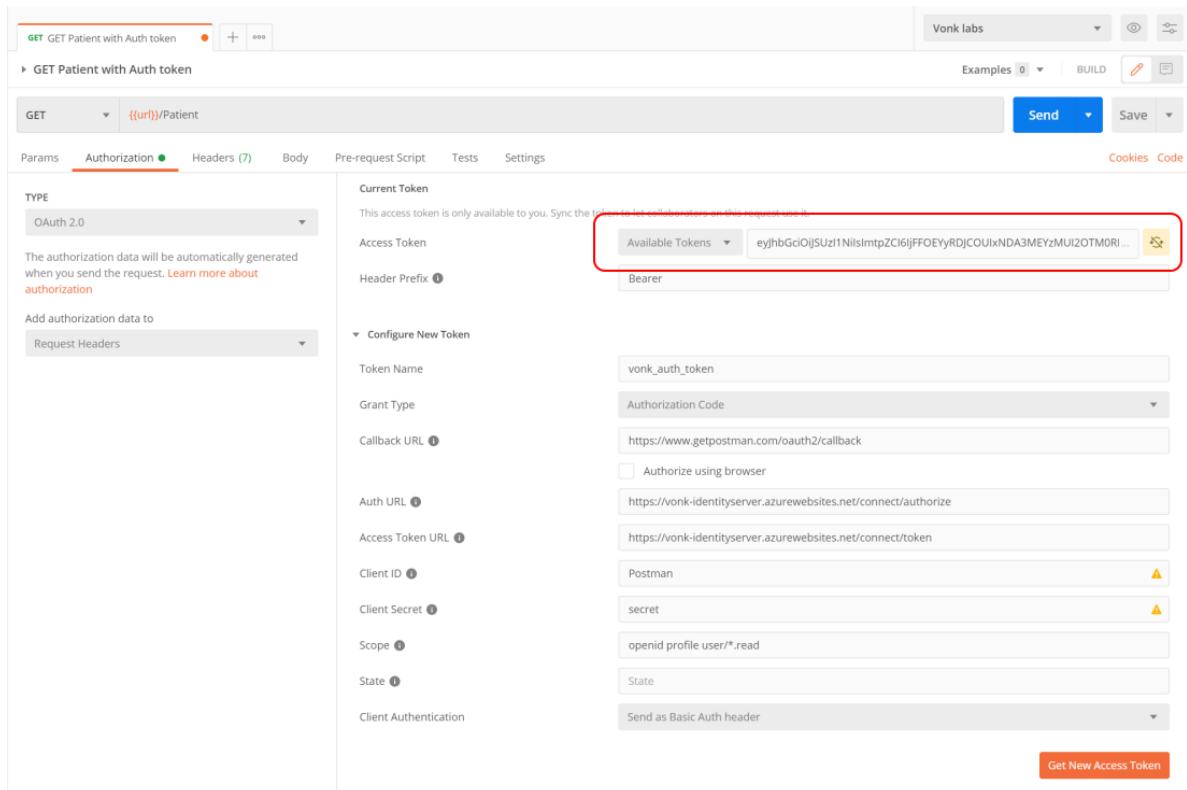 GET GET Patient with Auth token
Vonk labs
GET Patient with Auth token
Examples 0
BUILD
GET
{{url}}/Patient
Send
Save
Params
Authorization
Headers (7)
Body
Pre-request Script
Tests
Settings
Cookies
Code
TYPE
OAuth 2.0
The authorization data will be automatically generated
when you send the request. Learn more about
authorization
Add authorization data to
Request Headers
Current Token
This access token is only available to you. Sync the token to let collaborators on this request use it.
Access Token
Available Tokens
Header Prefix
Bearer
Configure New Token
Token Name
vonk_auth_token
Grant Type
Authorization Code
Callback URL
https://www.getpostman.com/oauth2/callback
Authorize using browser
Auth URL
https://vonk-identityserver.azurewebsites.net/connect/authorize
Access Token URL
https://vonk-identityserver.azurewebsites.net/connect/token
Client ID
Postman
Client Secret
secret
Scope
openid profile user/*.read
State
State
Client Authentication
Send as Basic Auth header
Get New Access Token